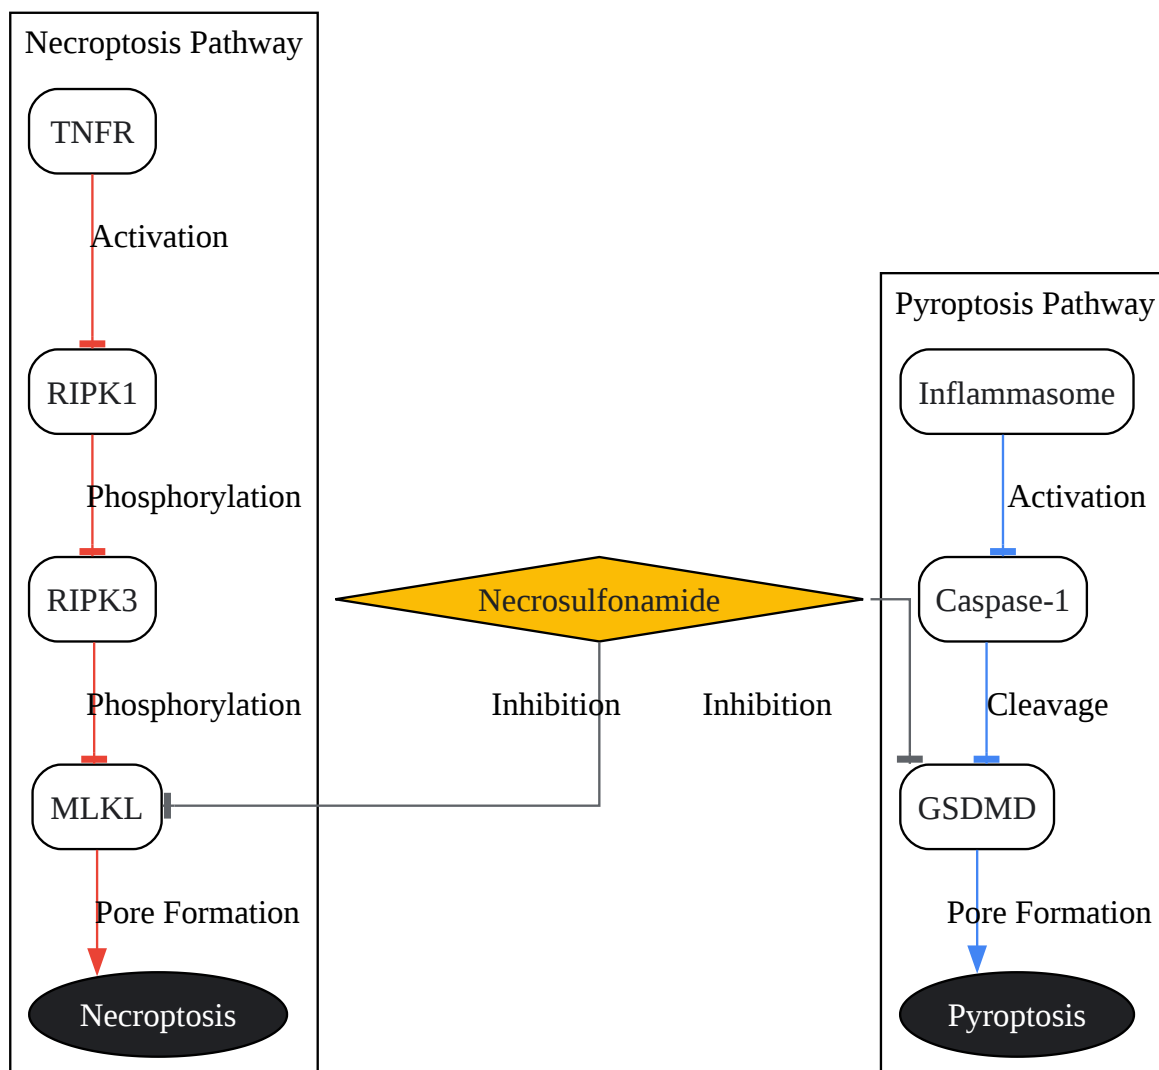 Necroptosis Pathway
TNFR
Activation
RIPK1
Phosphorylation
RIPK3
Phosphorylation
MLKL
Pore Formation
Necroptosis
Necrosulfonamide
Inhibition
Inhibition
Pyroptosis Pathway
Inflammasome
Activation
Caspase-1
Cleavage
GSDMD
Pore Formation
Pyroptosis